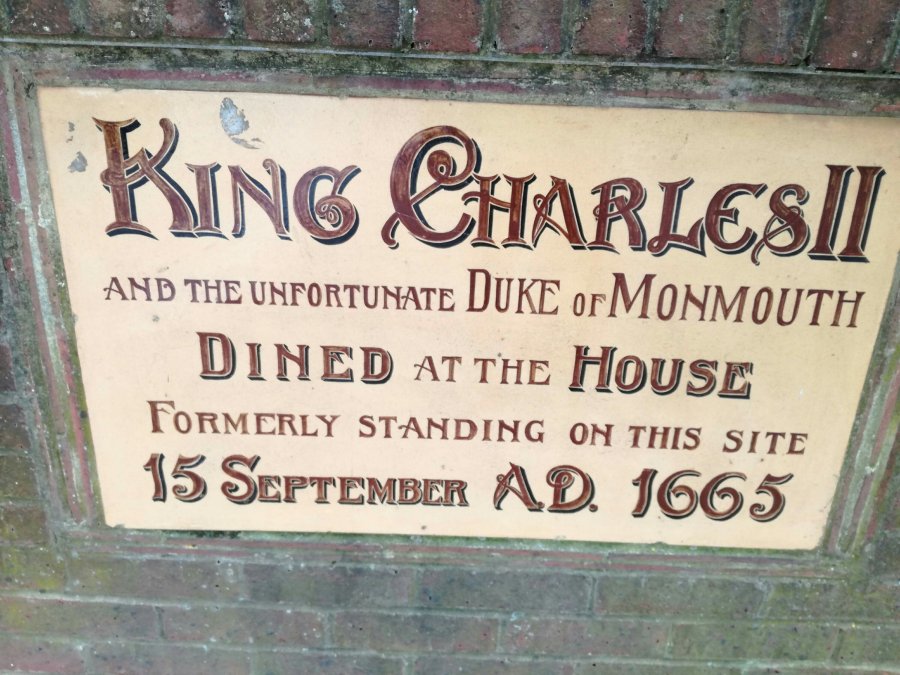 King Charles II
and the unfortunate Duke of Monmouth
Dined at the House
Formerly standing on this site
15 September A.D. 1665